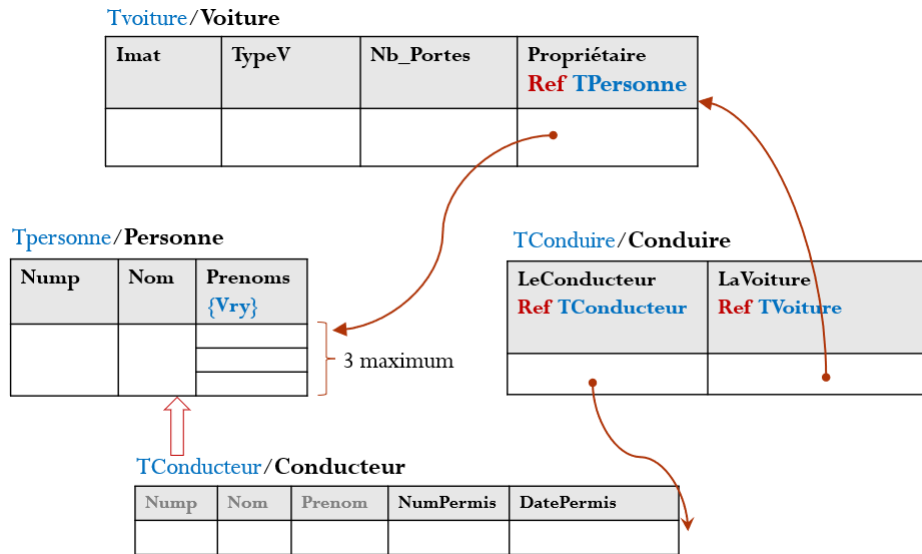 Tvoiture/Voiture
Imat TypeV Nb_Portes Propriétaire
Ref TPersonne
Tpersonne/Personne
Nump Nom Prenoms
{Vry}
3 maximum
TConduire/Conduire
LeConducteur LaVoiture
Ref TConducteur Ref TVoiture
TConducteur/Conducteur
Nump Nom Prenom NumPermis DatePermis